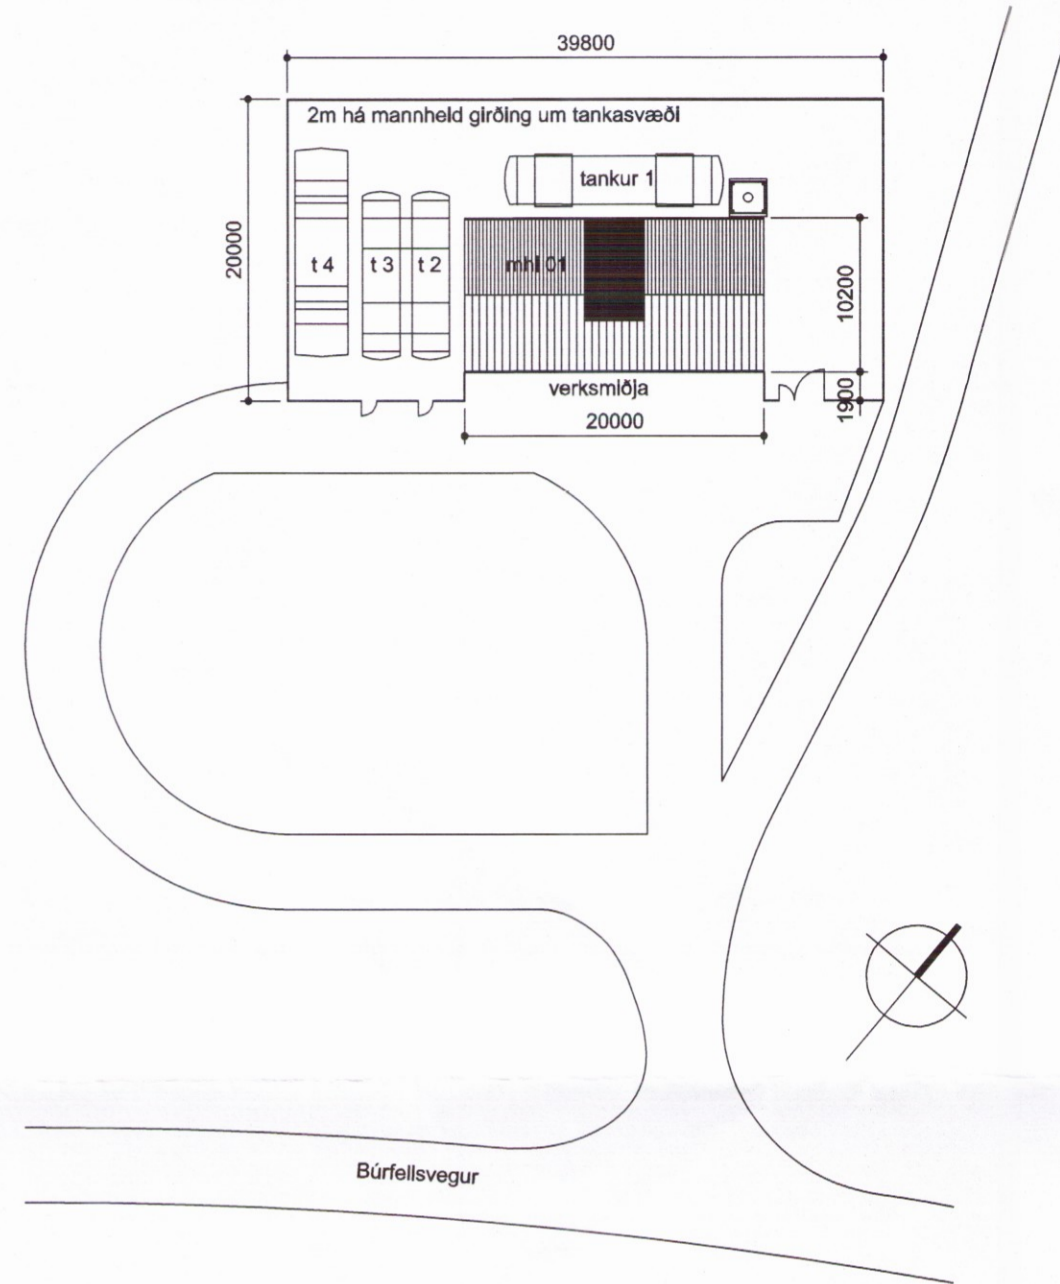 39800
2m há mannheld girðing um tankasvæði
20000
tankur 1
t 4
t 3
t 2
mhl 01
10200
1900
verksmiðja
20000
Búrfellsvegur